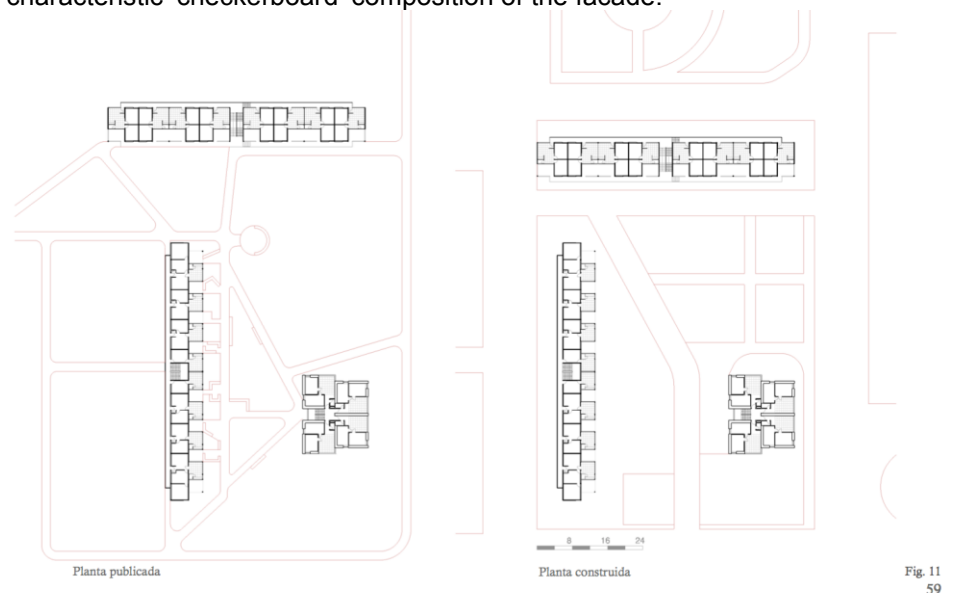 characteristic 'checkerboard' composition of the facade.
8 16 24
Planta publicada
Planta construida
Fig. 11
59